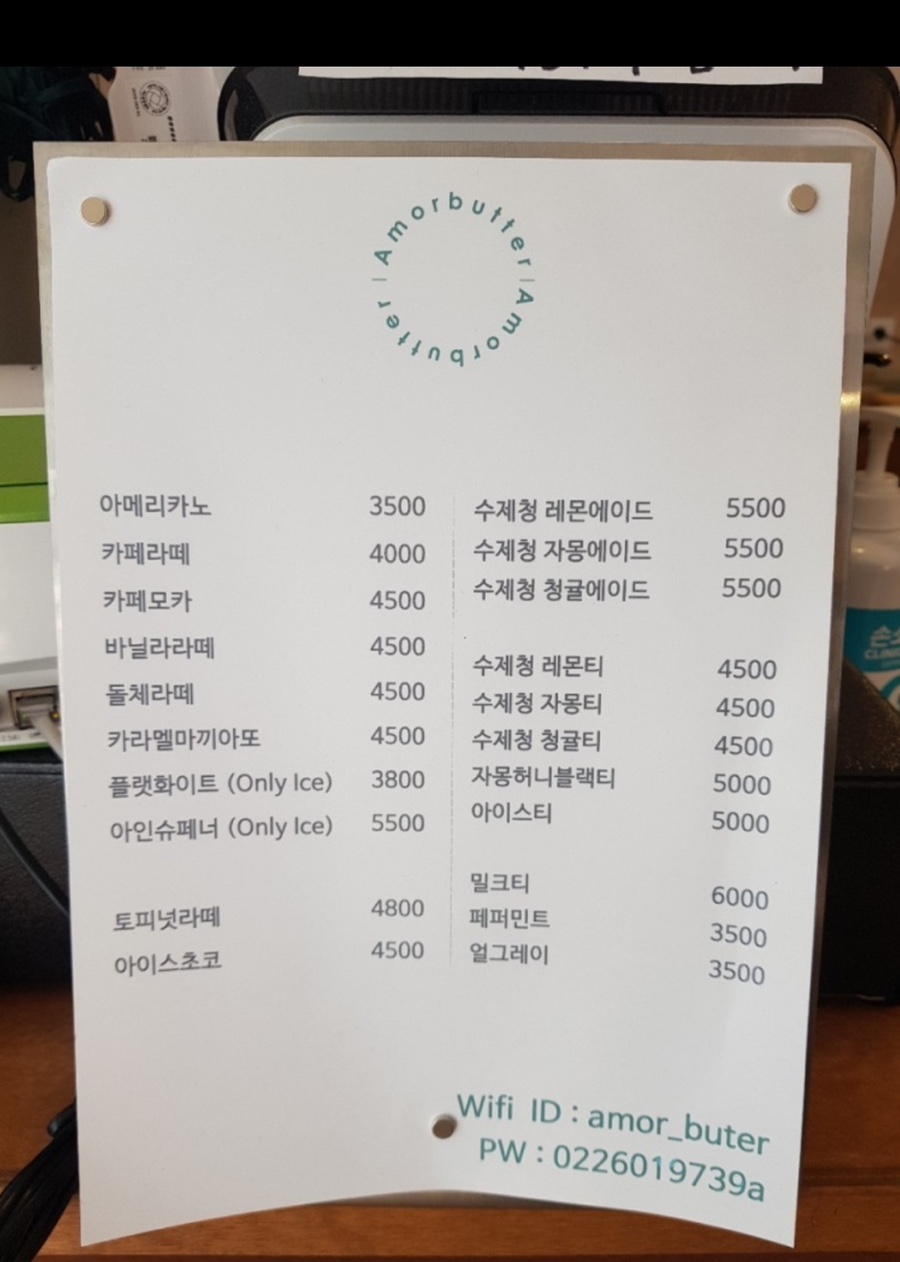 Amorbutter | Amorbutter |
아메리카노 3500
카페라떼 4000
카페모카 4500
바닐라라떼 4500
돌체라떼 4500
카라멜마끼아또 4500
플랫화이트 (Only Ice) 3800
아인슈페너 (Only Ice) 5500
토피넛라떼 4800
아이스초코 4500
수제청 레몬에이드 5500
수제청 자몽에이드 5500
수제청 청귤에이드 5500
수제청 레몬티 4500
수제청 자몽티 4500
수제청 청귤티 4500
자몽허니블랙티 5000
아이스티 5000
밀크티 6000
페퍼민트 3500
얼그레이 3500
Wifi ID : amor_buter
PW : 0226019739a